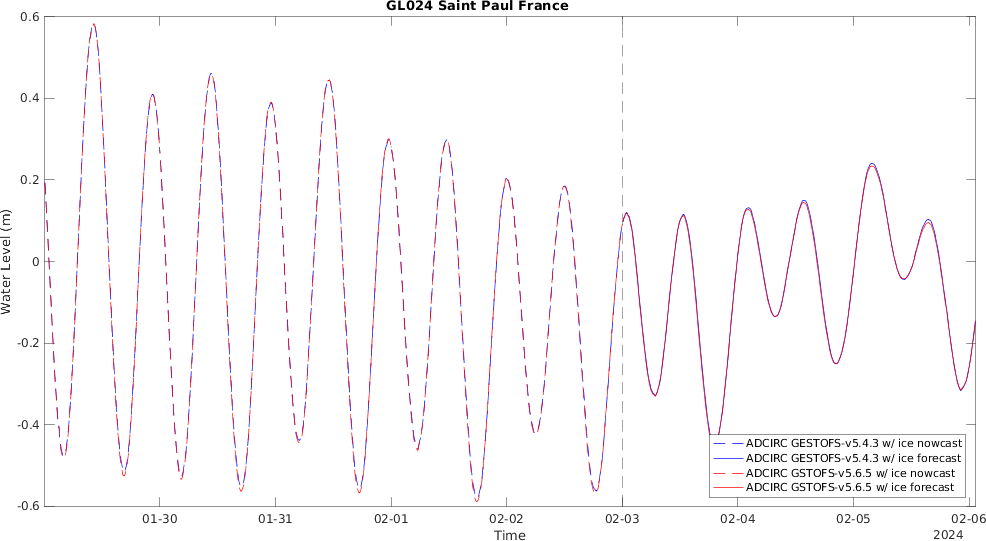 GL024 Saint Paul France
0.6
0.4
0.2
0
-0.2
-0.4
-0.6
Water Level (m)
ADCIRC GESTOFS-v5.4.3 w/ ice nowcast
ADCIRC GESTOFS-v5.4.3 w/ ice forecast
ADCIRC GSTOFS-v5.6.5 w/ ice nowcast
ADCIRC GSTOFS-v5.6.5 w/ ice forecast
01-30 01-31 02-01 02-02 02-03 02-04 02-05 02-06
Time
2024